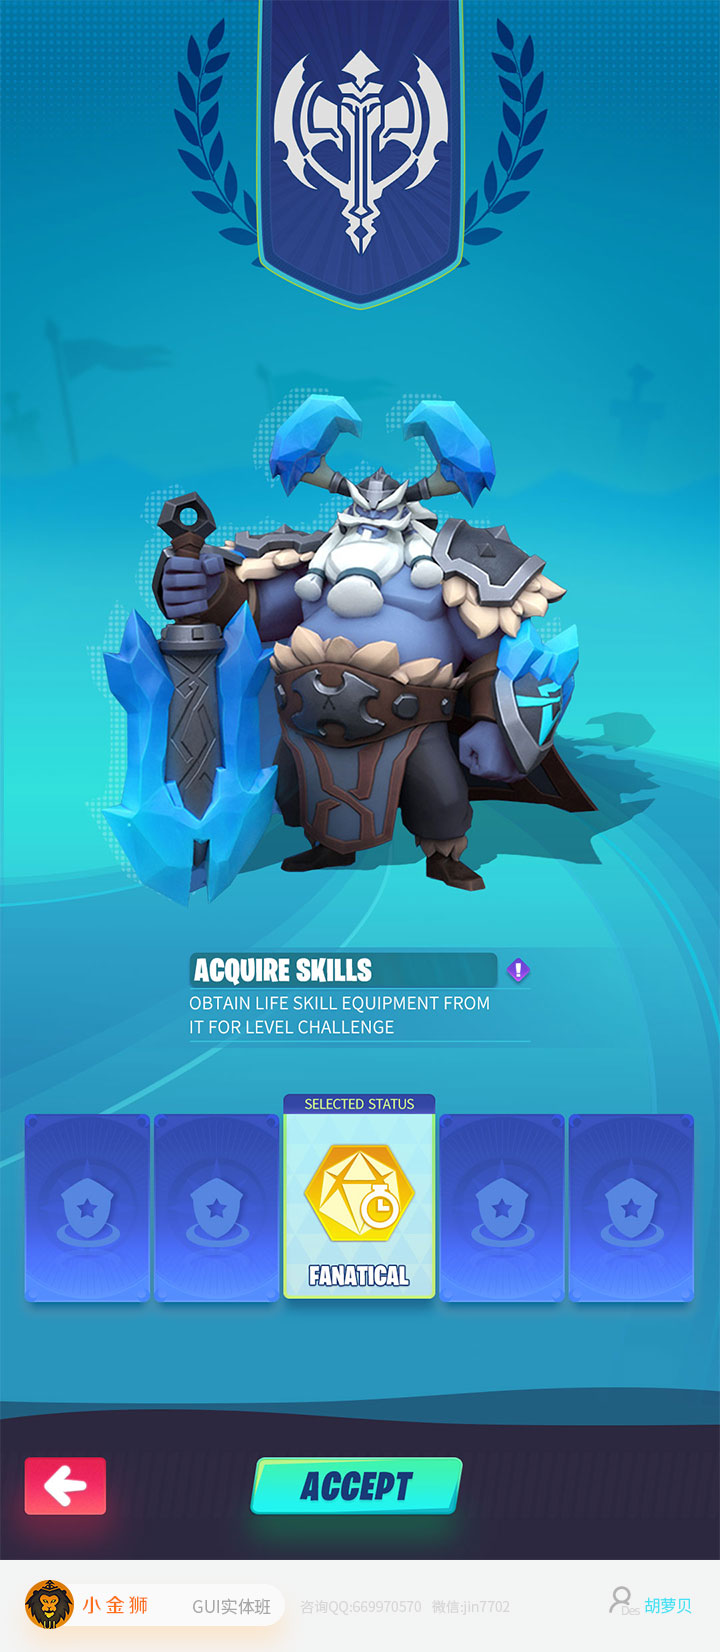 ACQUIRE SKILLS
!
OBTAIN LIFE SKILL EQUIPMENT FROM
IT FOR LEVEL CHALLENGE
SELECTED STATUS
FANATICAL
ACCEPT
小金狮 GUI实体班 咨询QQ:669970570 微信:jin7702 Des 胡萝贝